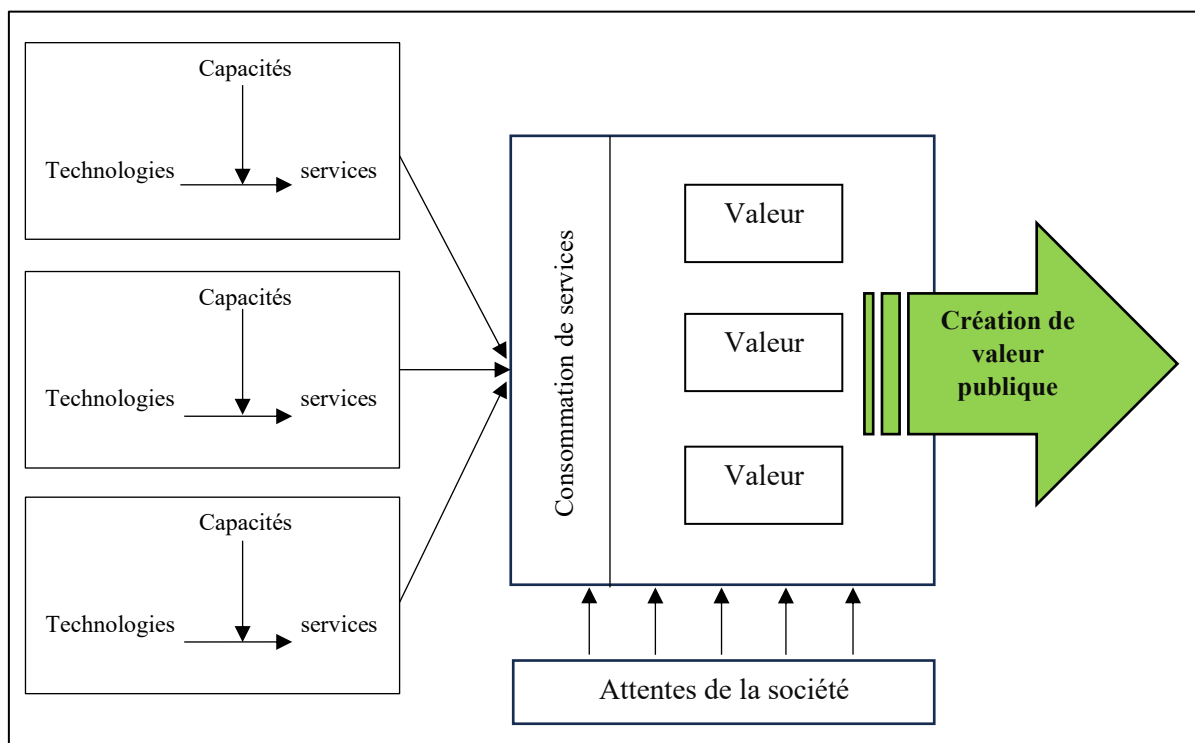 Capacités
Technologies services
Capacités
Technologies services
Capacités
Technologies services
Consommation de services
Valeur
Valeur
Valeur
Création de
valeur
publique
Attentes de la société